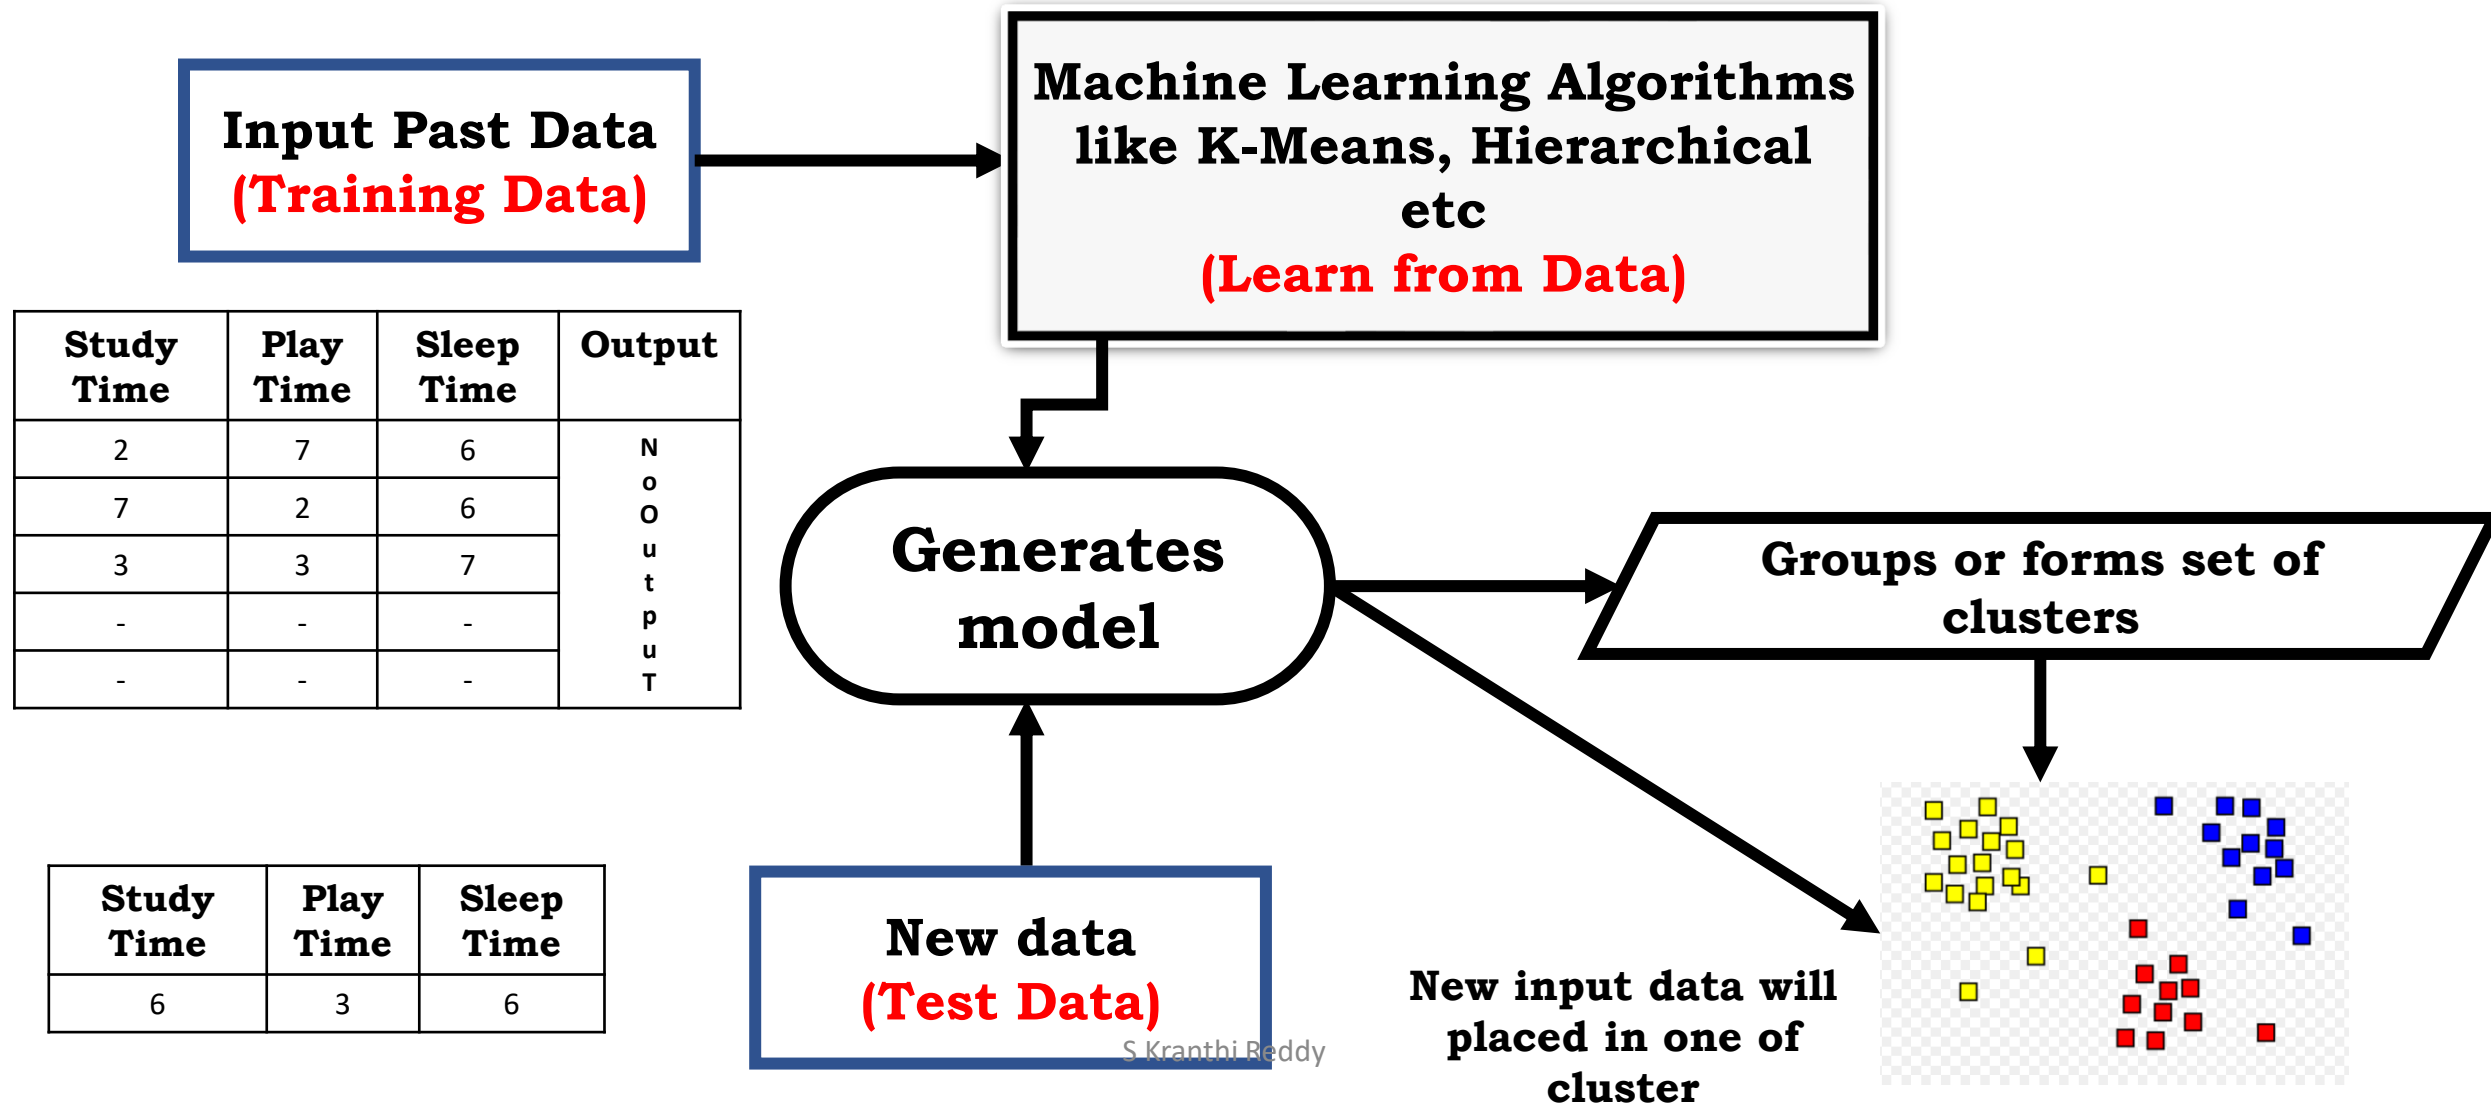 Input Past Data
(Training Data)
Machine Learning Algorithms
like K-Means, Hierarchical
etc
(Learn from Data)
Study Time Play Time Sleep Time Output
2 7 6
7 2 6
3 3 7
- - -
- - -
N
o
O
u
t
p
u
T
Generates
model
Groups or forms set of
clusters
Study Time Play Time Sleep Time
6 3 6
New data
(Test Data)
S Kranthi Reddy
New input data will
placed in one of
cluster